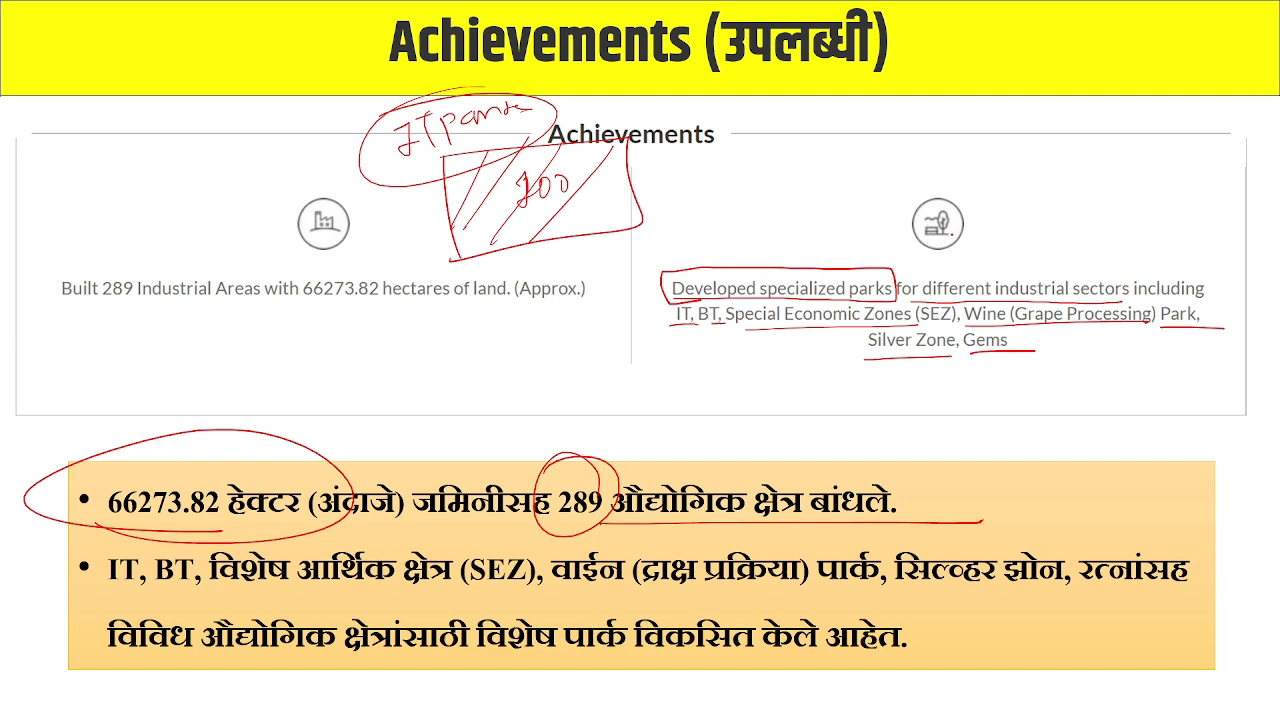 Achievements (उपलब्धी)
IT Park
Achievements
100
Built 289 Industrial Areas with 66273.82 hectares of land. (Approx.)
Developed specialized parks for different industrial sectors including
IT, BT, Special Economic Zones (SEZ), Wine (Grape Processing) Park,
Silver Zone, Gems
• 66273.82 हेक्टर (अंदाजे) जमिनीसह 289 औद्योगिक क्षेत्र बांधले.
• IT, BT, विशेष आर्थिक क्षेत्र (SEZ), वाईन (द्राक्ष प्रक्रिया) पार्क, सिल्व्हर झोन, रत्नांसह
विविध औद्योगिक क्षेत्रांसाठी विशेष पार्क विकसित केले आहेत.